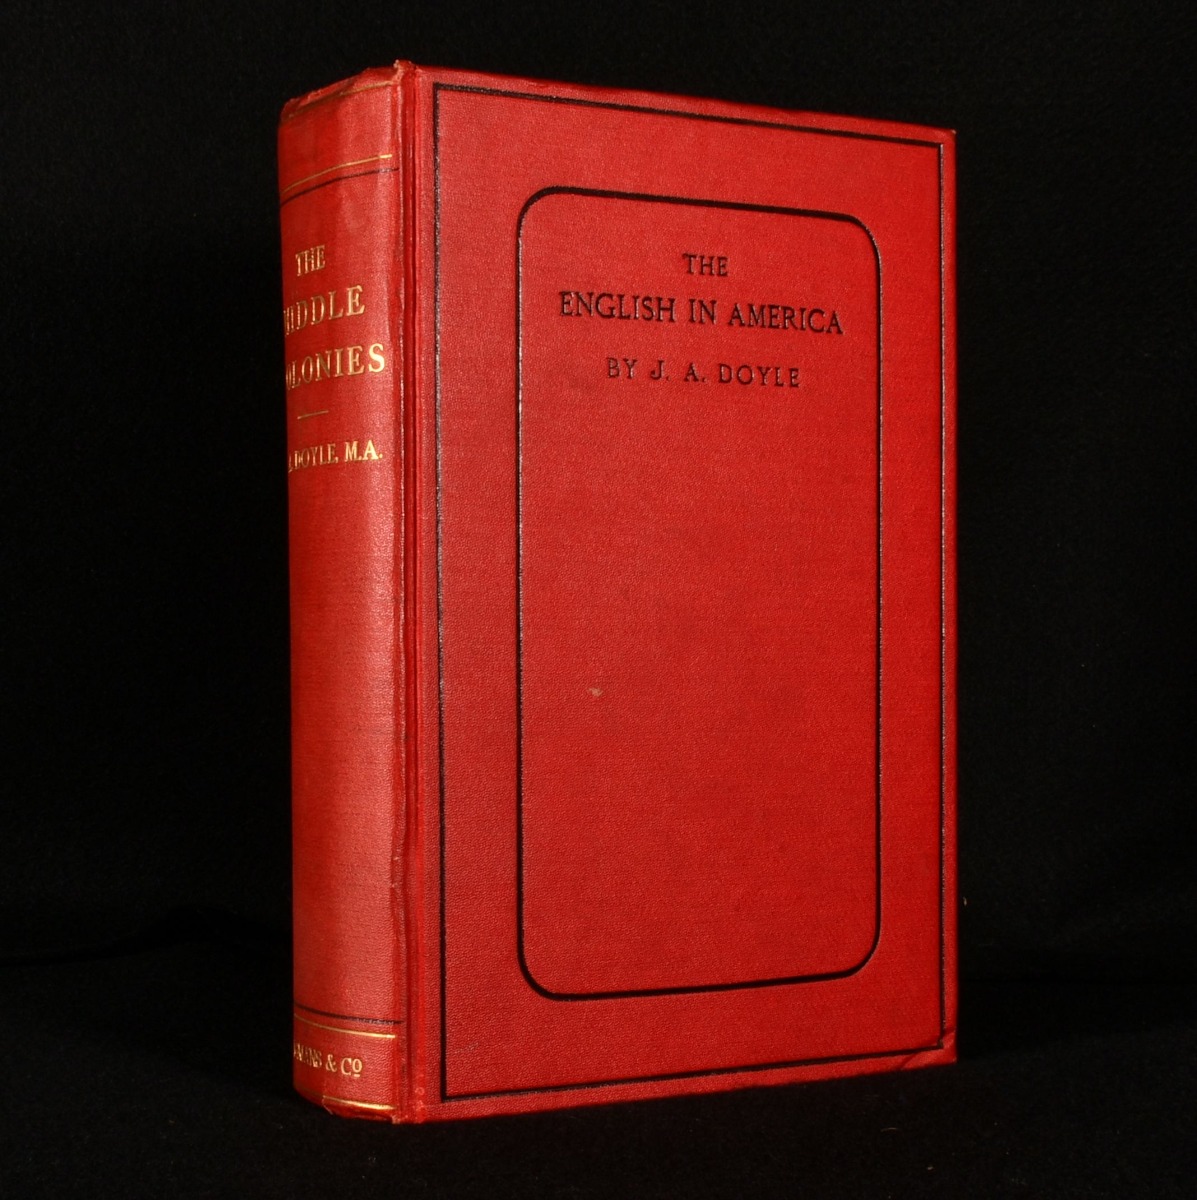 THE
IDDLE
LONIES
DOYLE, M.A.
& Co
THE
ENGLISH IN AMERICA
BY J. A. DOYLE